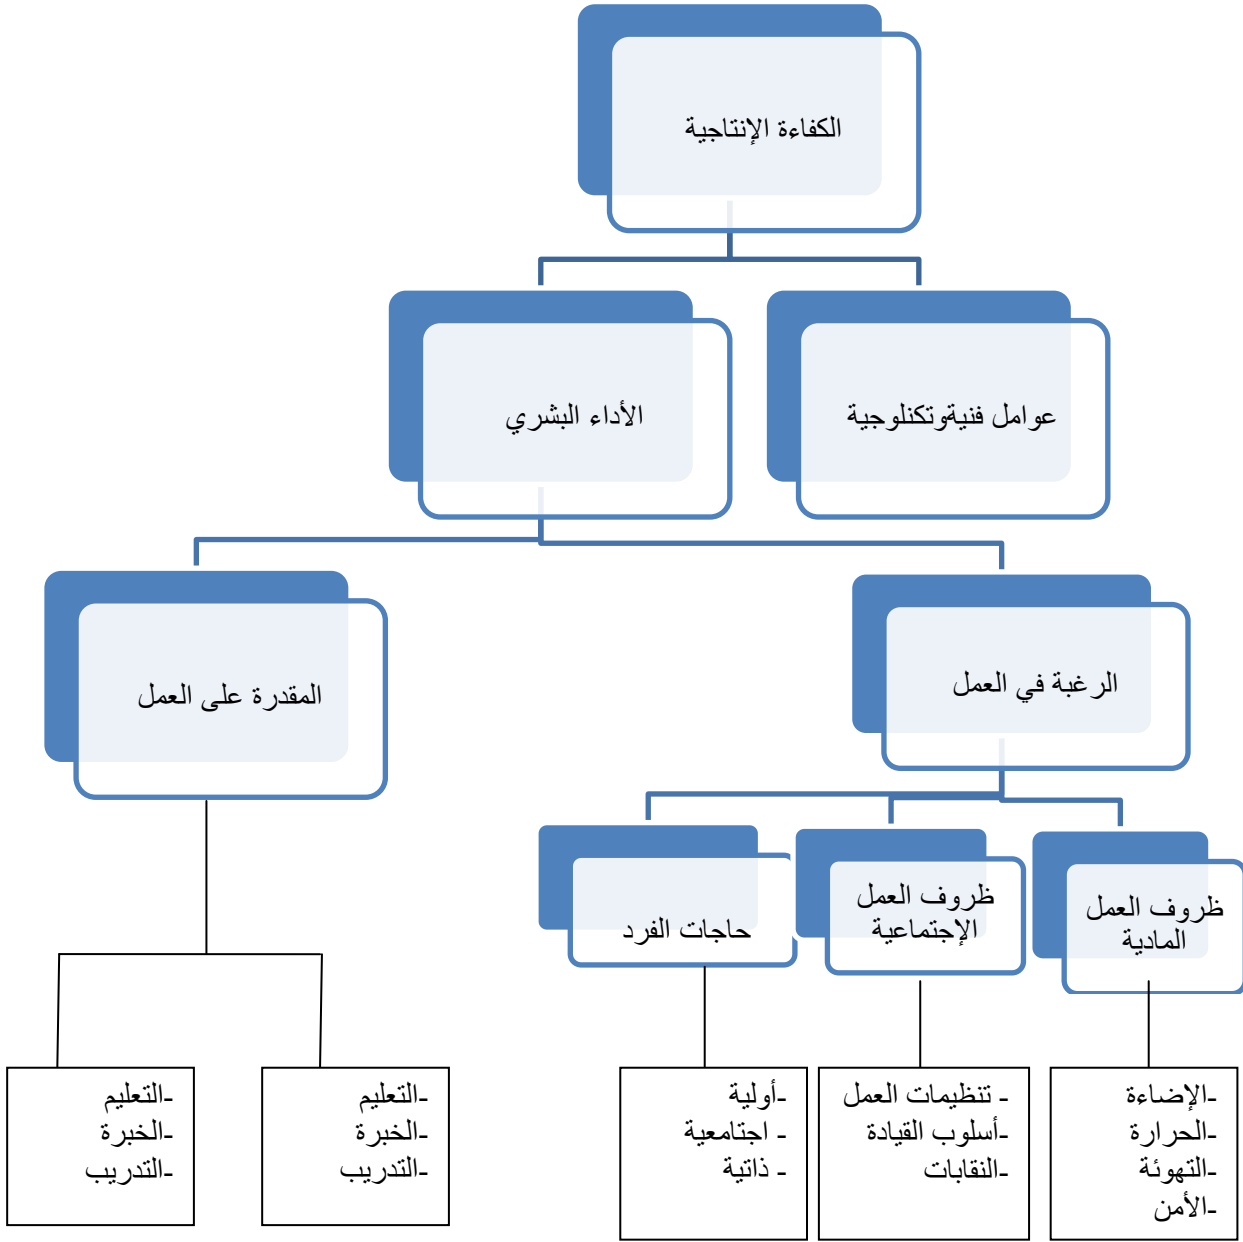 الكفاءة الإنتاجية
عوامل فنيةوتكنلوجية
الأداء البشري
الرغبة في العمل
المقدرة على العمل
ظروف العمل
المادية
ظروف العمل
الإجتماعية
حاجات الفرد
-الإضاءة
-الحرارة
-التهوئة
-الأمن
- تنظيمات العمل
-أسلوب القيادة
-النقابات
-أولية
- اجتامعية
- ذاتية
-التعليم
-الخبرة
-التدريب
-التعليم
-الخبرة
-التدريب